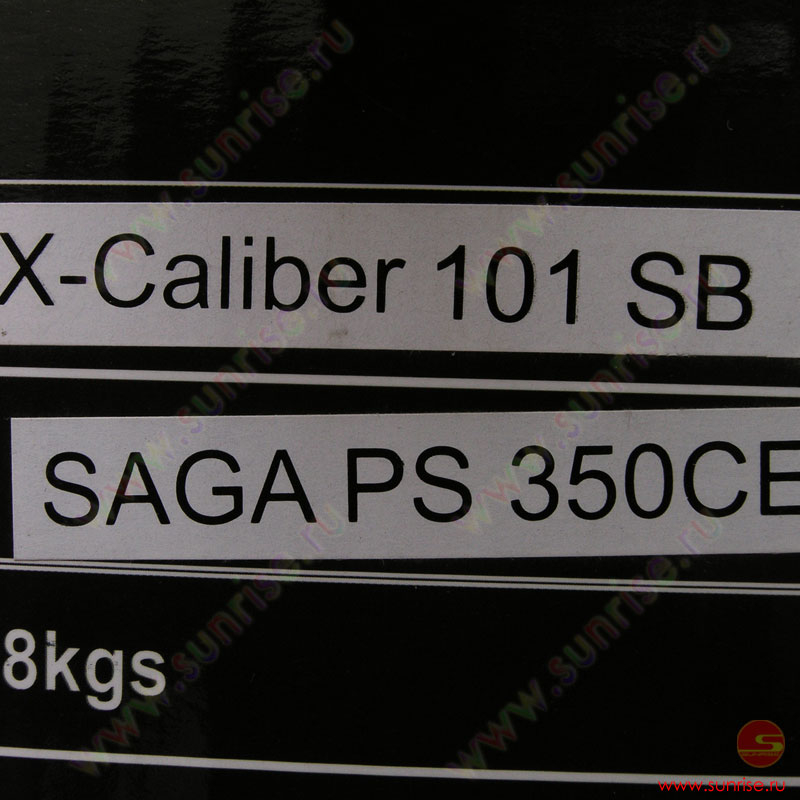 X-Caliber 101 SB
SAGA PS 350CE
8kgs
www.sunrise.ru